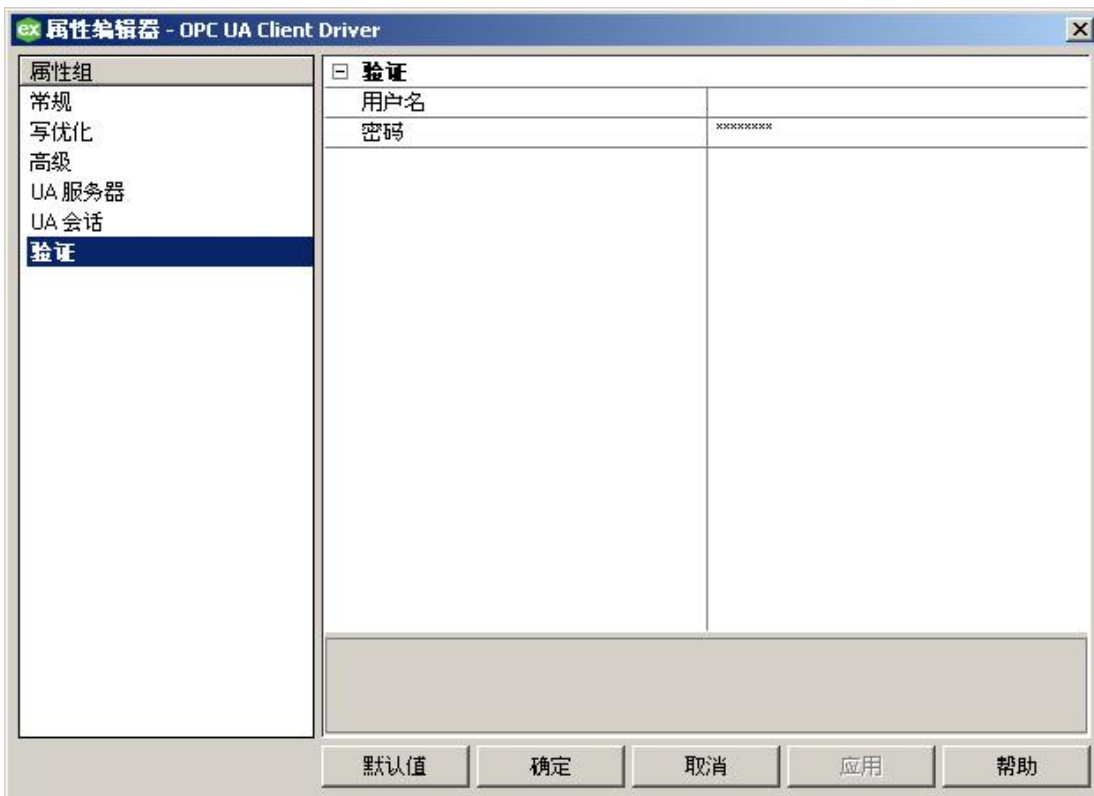 ex 属性编辑器 - OPC UA Client Driver
属性组
常规
写优化
高级
UA 服务器
UA 会话
验证
验证
用户名
密码 ********
默认值 确定 取消 应用 帮助